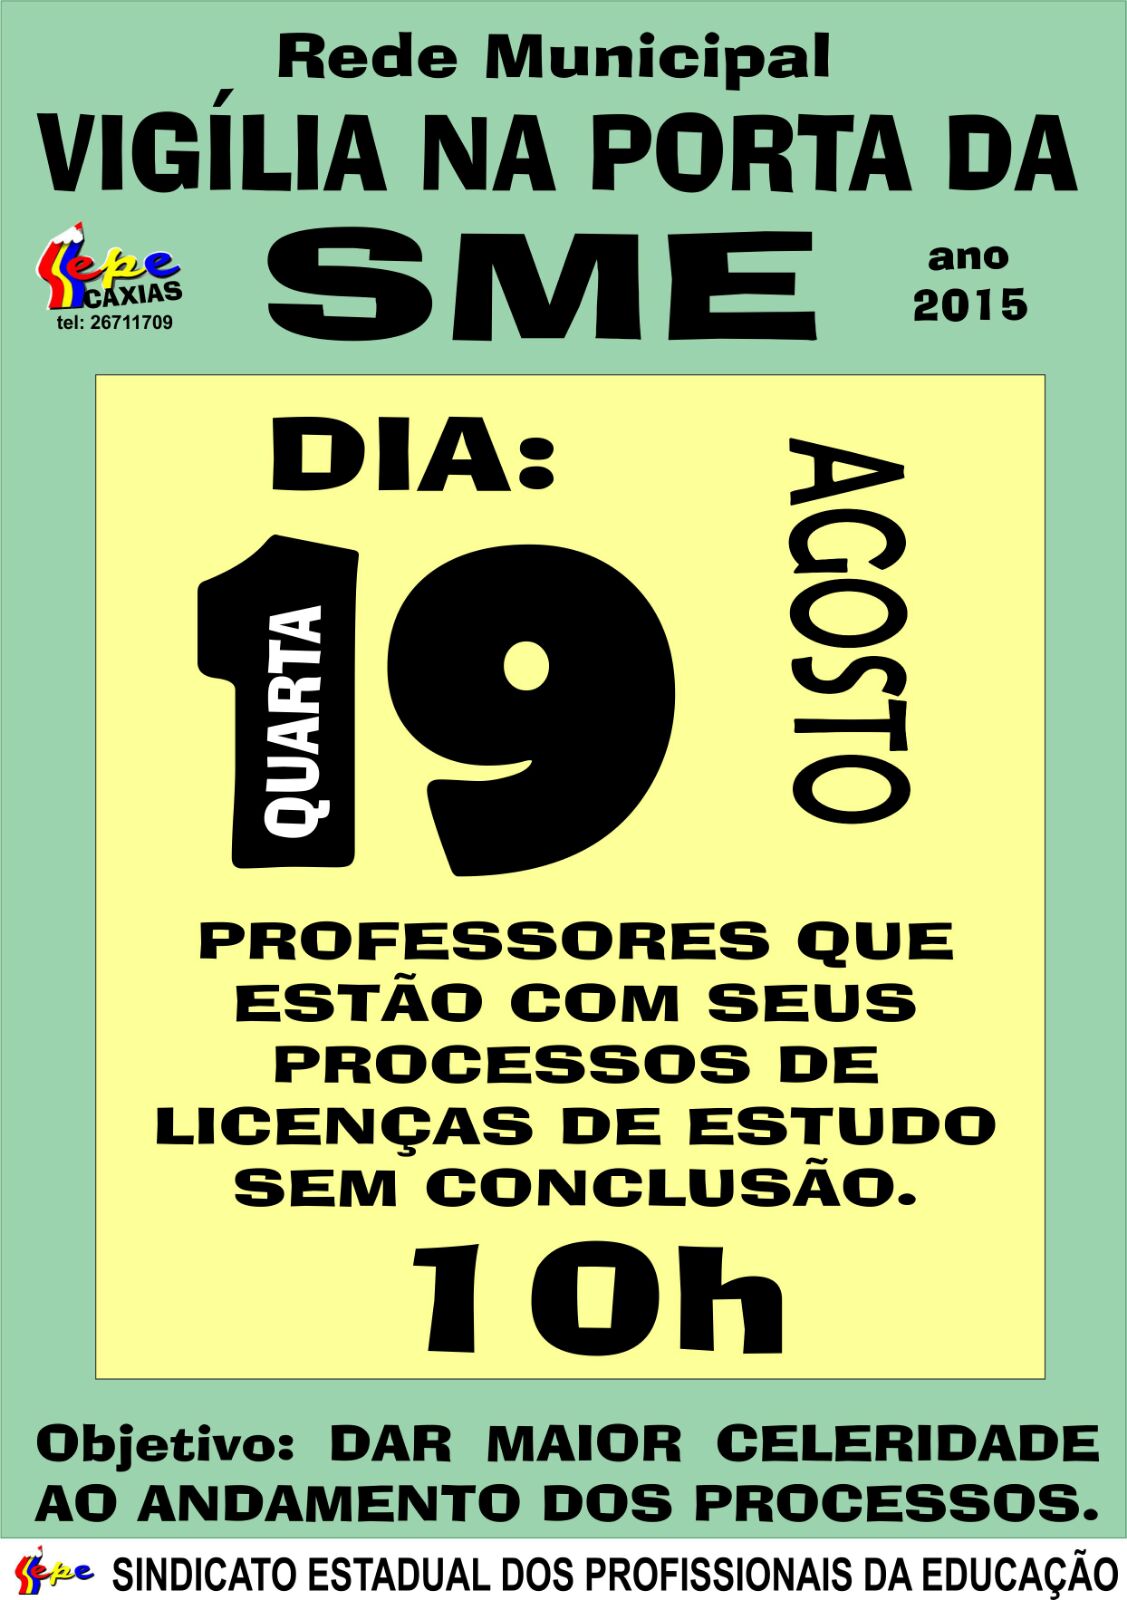 Rede Municipal
VIGÍLIA NA PORTA DA
SME
ano
2015
sepe
CAXIAS
tel: 26711709
DIA:
19
QUARTA
AGOSTO
PROFESSORES QUE
ESTÃO COM SEUS
PROCESSOS DE
LICENÇAS DE ESTUDO
SEM CONCLUSÃO.
10h
Objetivo: DAR MAIOR CELERIDADE
AO ANDAMENTO DOS PROCESSOS.
sepe SINDICATO ESTADUAL DOS PROFISSIONAIS DA EDUCAÇÃO